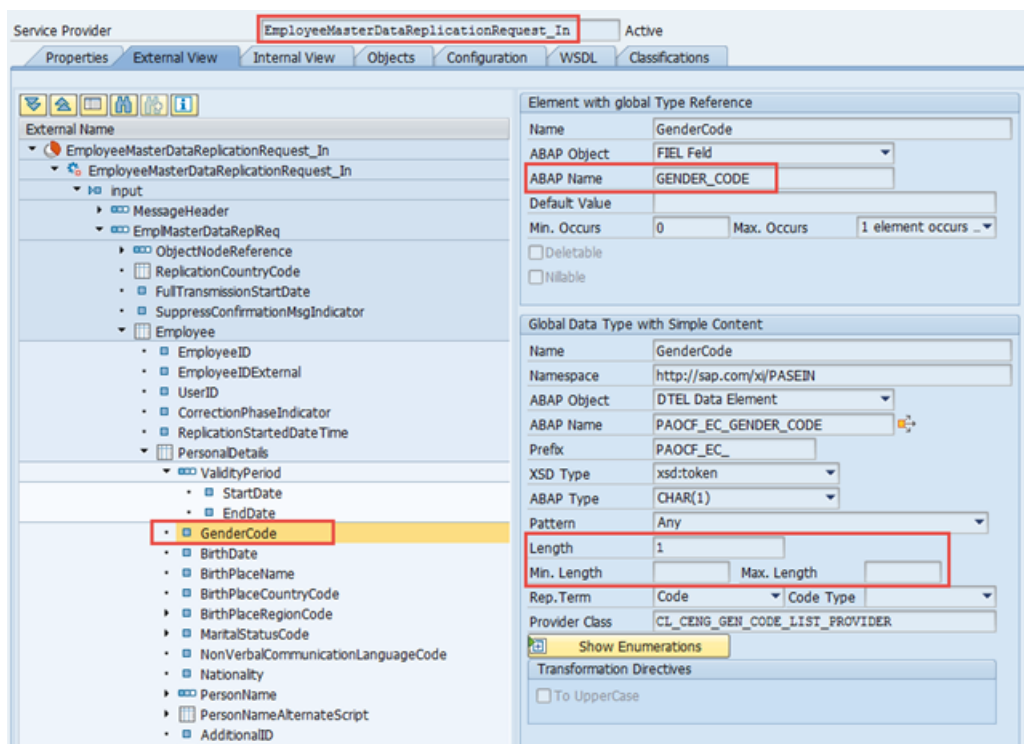 Service Provider EmployeeMasterDataReplicationRequest_In Active
Properties External View Internal View Objects Configuration WSDL Classifications
External Name
EmployeeMasterDataReplicationRequest_In
EmployeeMasterDataReplicationRequest_In
input
MessageHeader
EmplMasterDataReplReq
ObjectNodeReference
ReplicationCountryCode
FullTransmissionStartDate
SuppressConfirmationMsgIndicator
Employee
EmployeeID
EmployeeIDExternal
UserID
CorrectionPhaseIndicator
ReplicationStartedDateTime
PersonalDetails
ValidityPeriod
StartDate
EndDate
GenderCode
BirthDate
BirthPlaceName
BirthPlaceCountryCode
BirthPlaceRegionCode
MaritalStatusCode
NonVerbalCommunicationLanguageCode
Nationality
PersonName
PersonNameAlternateScript
AdditionalID
Element with global Type Reference
Name GenderCode
ABAP Object FIEL Feld
ABAP Name GENDER_CODE
Default Value
Min. Occurs 0 Max. Occurs 1 element occurs ..
Deletable
Nillable
Global Data Type with Simple Content
Name GenderCode
Namespace http://sap.com/xi/PASEIN
ABAP Object DTEL Data Element
ABAP Name PAOCF_EC_GENDER_CODE
Prefix PAOCF_EC_
XSD Type xsd:token
ABAP Type CHAR(1)
Pattern Any
Length 1
Min. Length Max. Length
Rep.Term Code Code Type
Provider Class CL_CENG_GEN_CODE_LIST_PROVIDER
Show Enumerations
Transformation Directives
To UpperCase